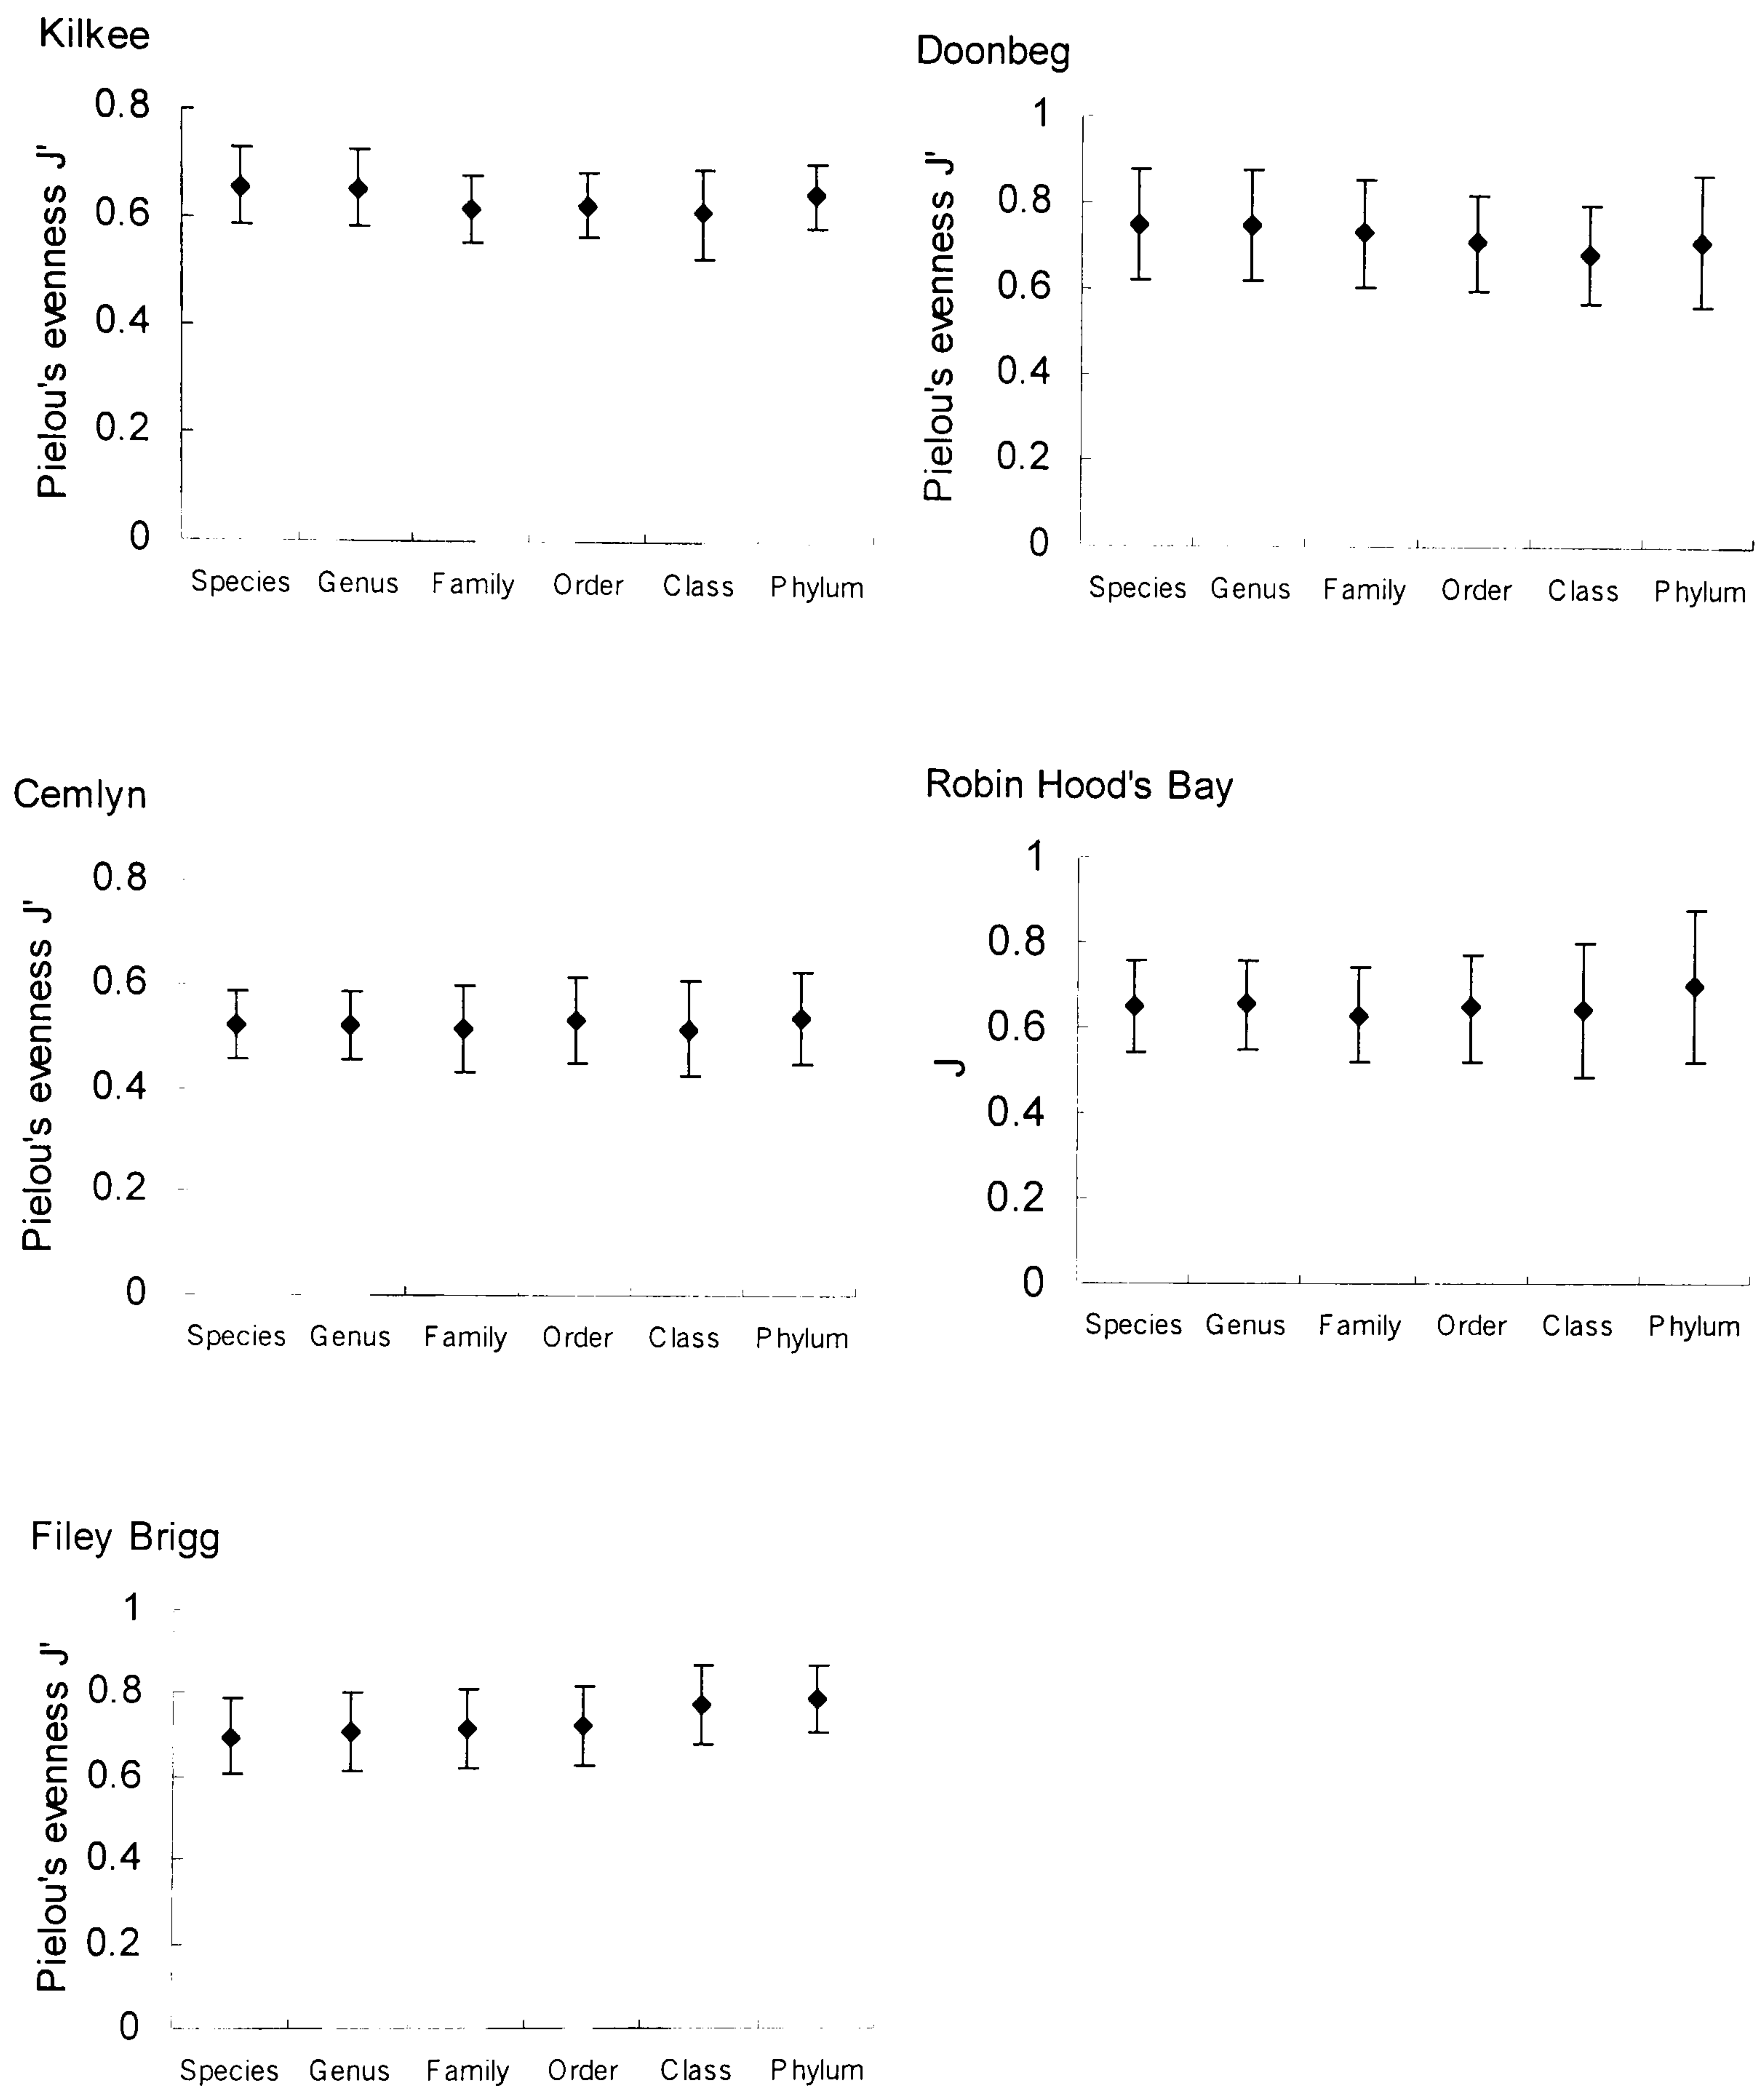 Kilkee
Pielou's evenness J'
0.8
0.6
0.4
0.2
0
Species Genus Family Order Class Phylum
Doonbeg
Pielou's evenness J'
1
0.8
0.6
0.4
0.2
0
Species Genus Family Order Class Phylum
Cemlyn
Pielou's evenness J'
0.8
0.6
0.4
0.2
0
Species Genus Family Order Class Phylum
Robin Hood's Bay
J
1
0.8
0.6
0.4
0.2
0
Species Genus Family Order Class Phylum
Filey Brigg
Pielou's evenness J'
1
0.8
0.6
0.4
0.2
0
Species Genus Family Order Class Phylum